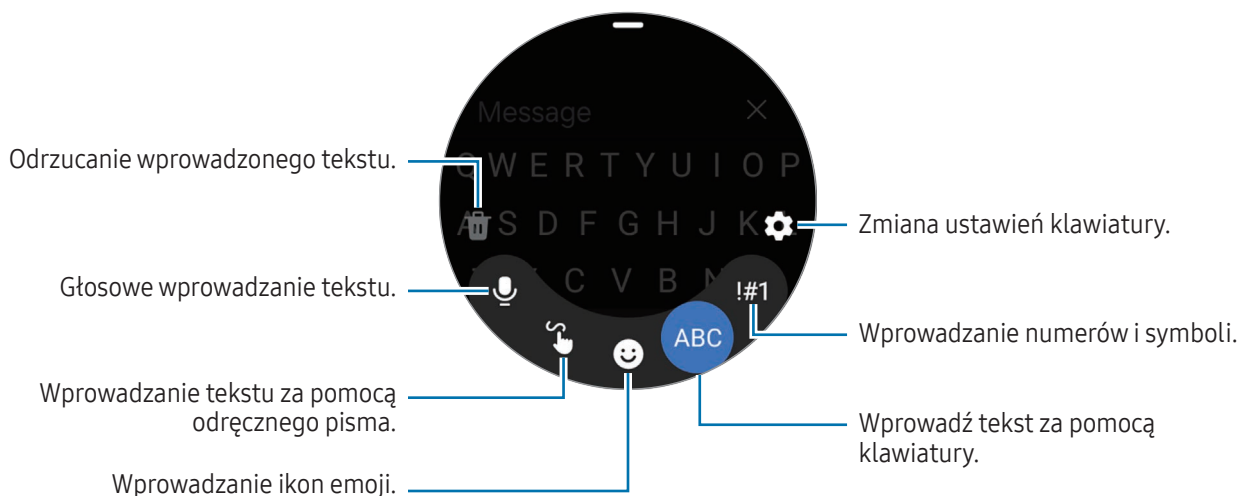 Message
Q W E R T Y U I O P
A S D F G H J K
C V B N
!#1
ABC
Odrzucanie wprowadzonego tekstu.
Głosowe wprowadzanie tekstu.
Wprowadzanie tekstu za pomocą
odręcznego pisma.
Wprowadzanie ikon emoji.
Zmiana ustawień klawiatury.
Wprowadzanie numerów i symboli.
Wprowadź tekst za pomocą
klawiatury.